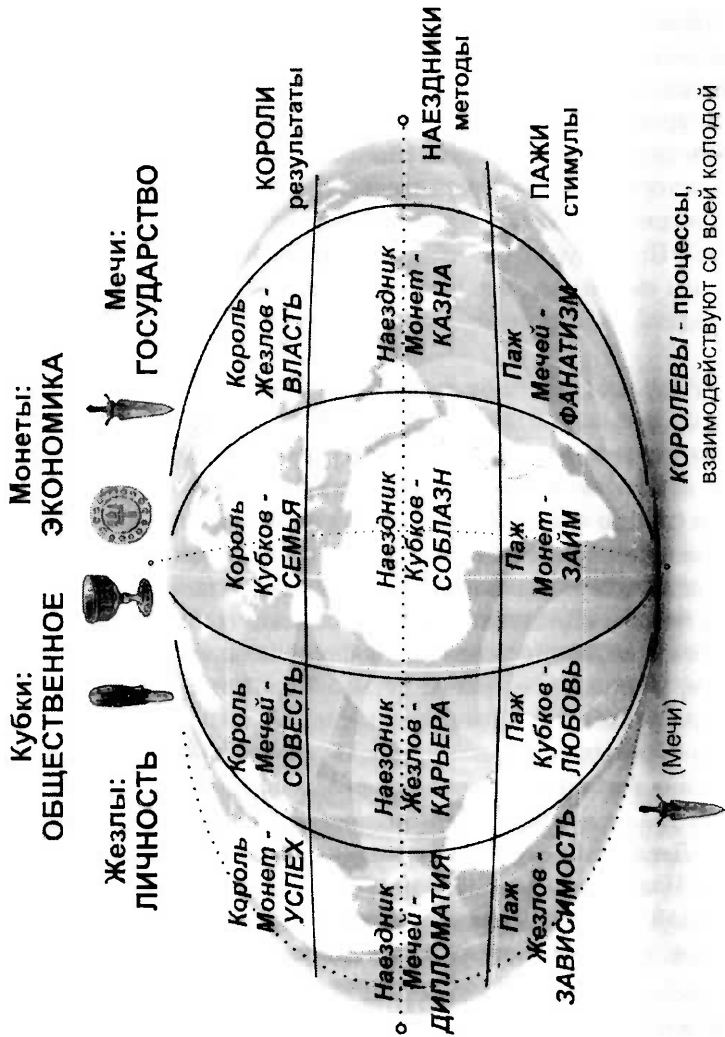 Кубки:
ОБЩЕСТВЕННОЕ
Монеты:
ЭКОНОМИКА
Жезлы:
ЛИЧНОСТЬ
Мечи:
ГОСУДАРСТВО
Король
Монет -
УСПЕХ
Король
Мечей -
СОВЕСТЬ
Король
Кубков -
СЕМЬЯ
Король
Жезлов -
ВЛАСТЬ
КОРОЛИ
результаты
Наездник
Мечей -
ДИПЛОМАТИЯ
Наездник
Жезлов -
КАРЬЕРА
Наездник
Кубков -
СОБЛАЗН
Наездник
Монет -
КАЗНА
НАЕЗДНИКИ
методы
Паж
Жезлов -
ЗАВИСИМОСТЬ
Паж
Кубков -
ЛЮБОВЬ
Паж
Монет -
ЗАЙМ
Паж
Мечей -
ФАНАТИЗМ
ПАЖИ
стимулы
(Мечи)
КОРОЛЕВЫ - процессы,
взаимодействуют со всей колодой